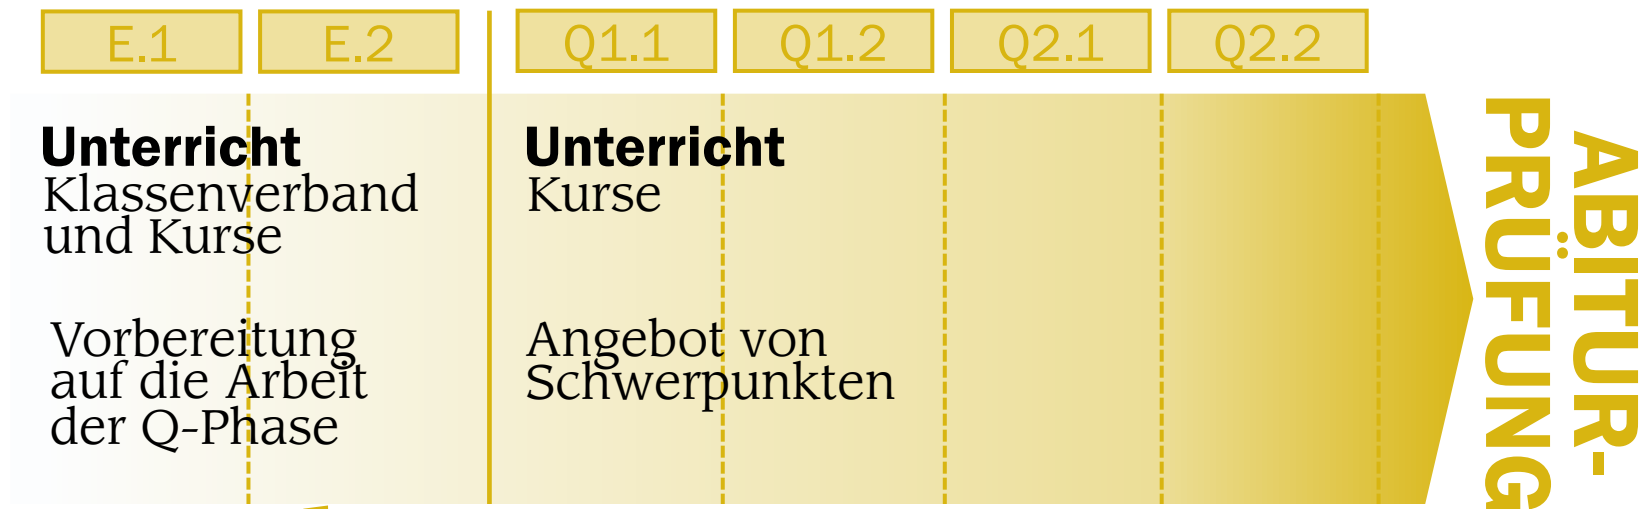 E.1 E.2 Q1.1 Q1.2 Q2.1 Q2.2
Unterricht
Klassenverband
und Kurse
Vorbereitung
auf die Arbeit
der Q-Phase
Unterricht
Kurse
Angebot von
Schwerpunkten
ABITUR-
PRÜFUNG